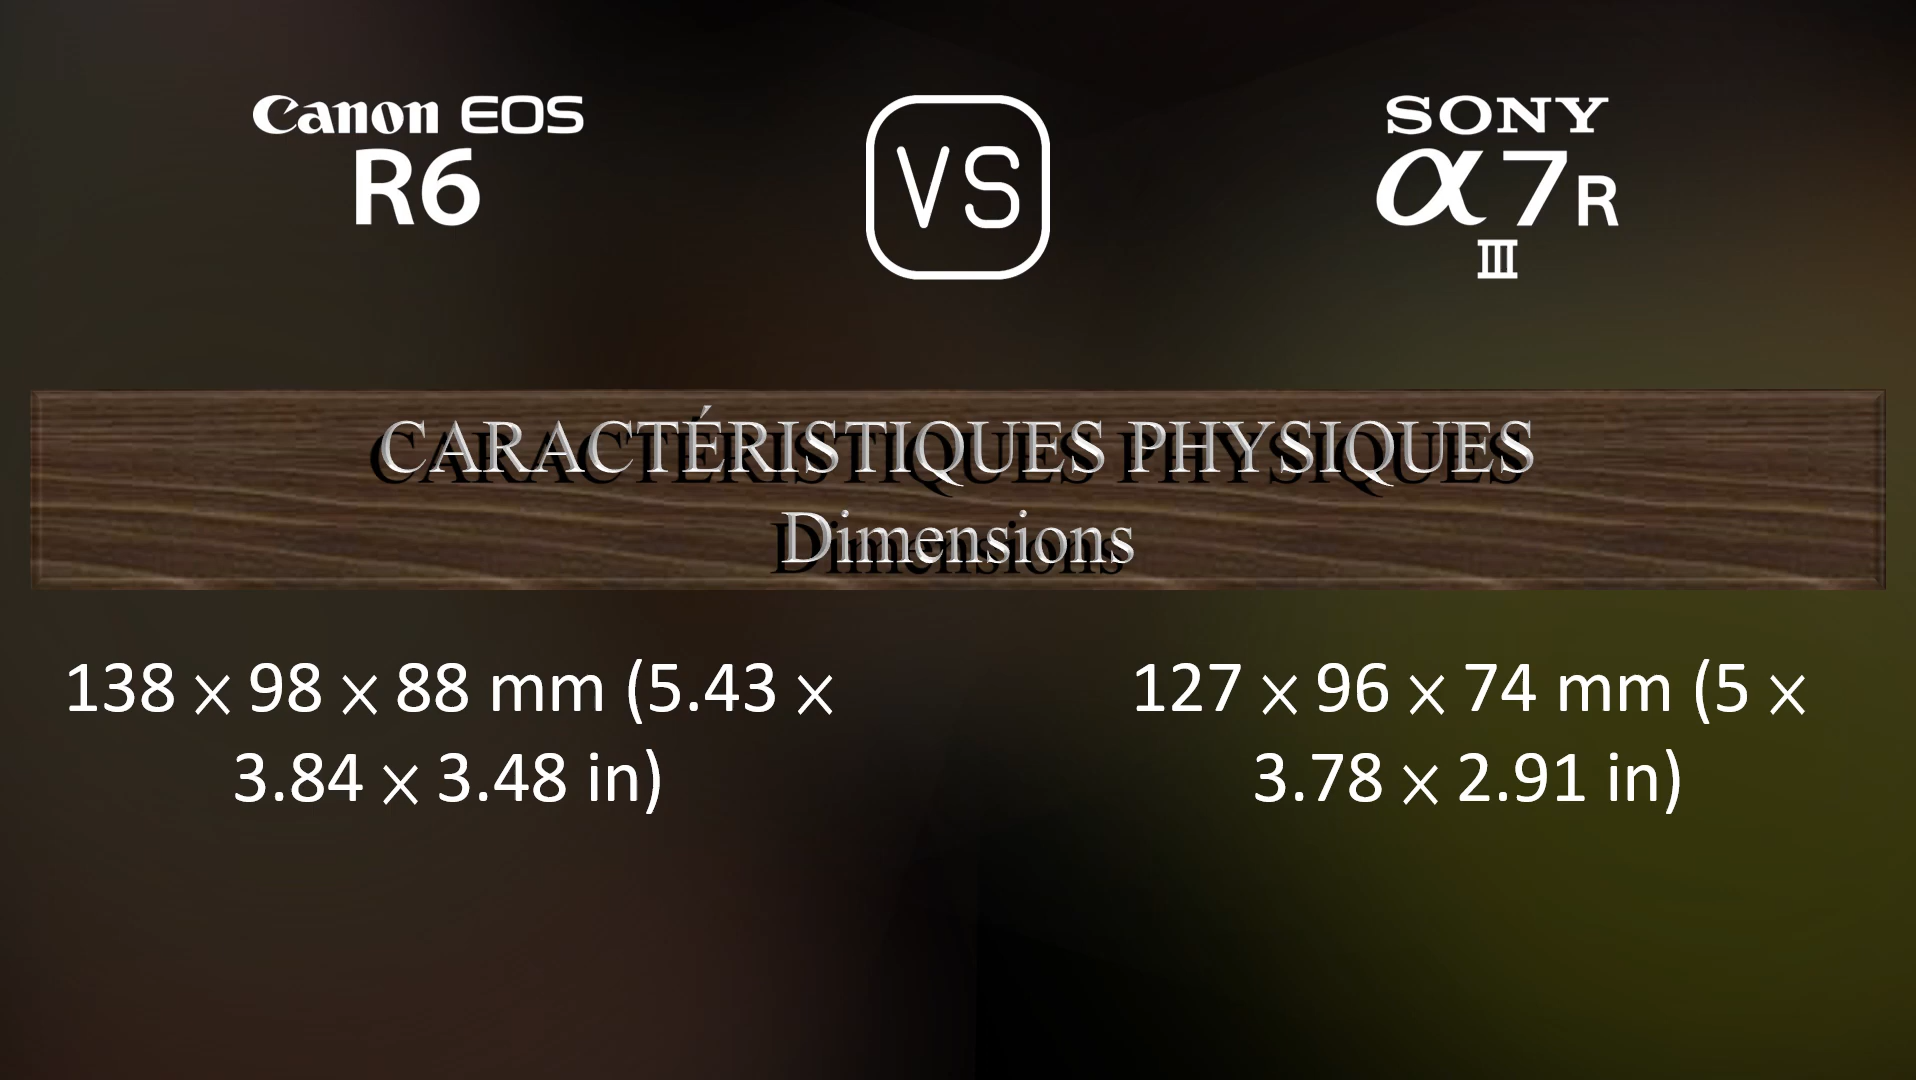 Canon EOS
R6
VS
SONY
α7R
III
CARACTÉRISTIQUES PHYSIQUES
Dimensions
138 x 98 x 88 mm (5.43 x
3.84 x 3.48 in)
127 x 96 x 74 mm (5 x
3.78 x 2.91 in)